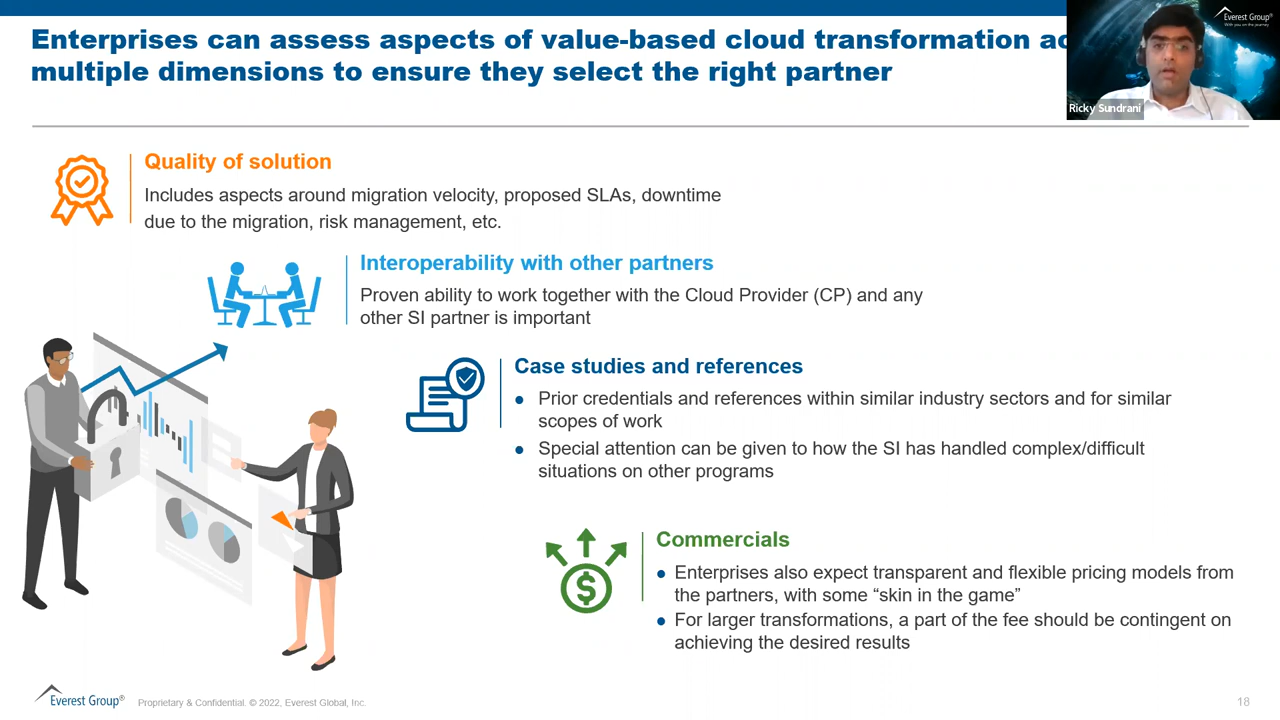 Enterprises can assess aspects of value-based cloud transformation
multiple dimensions to ensure they select the right partner
Everest Group®
With you on the journey
Ricky Sundrani
Quality of solution
Includes aspects around migration velocity, proposed SLAs, downtime
due to the migration, risk management, etc.
Interoperability with other partners
Proven ability to work together with the Cloud Provider (CP) and any
other SI partner is important
Case studies and references
● Prior credentials and references within similar industry sectors and for similar
scopes of work
● Special attention can be given to how the SI has handled complex/difficult
situations on other programs
$
Commercials
● Enterprises also expect transparent and flexible pricing models from
the partners, with some “skin in the game”
● For larger transformations, a part of the fee should be contingent on
achieving the desired results
Everest Group® Proprietary & Confidential. © 2022, Everest Global, Inc.
18